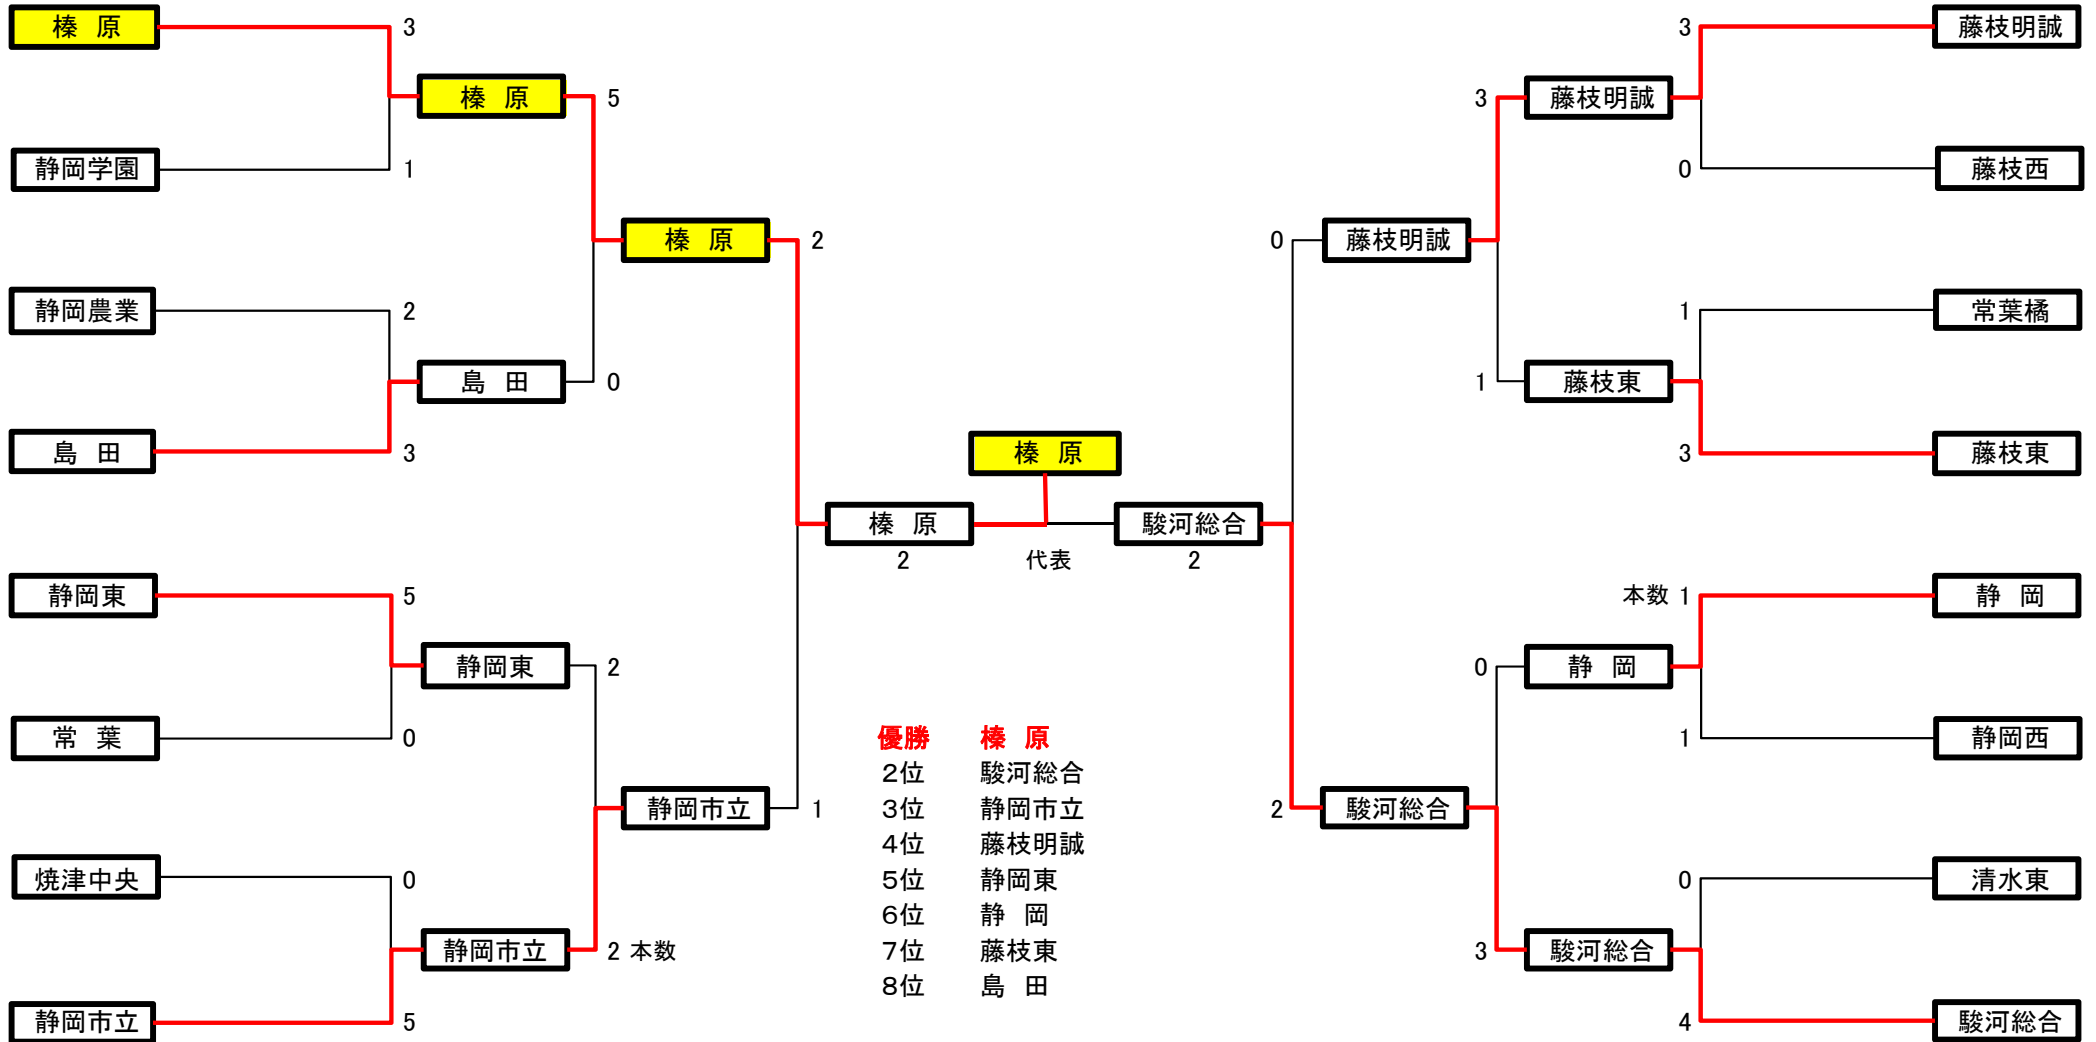 榛 原
3
3
藤枝明誠
榛 原
5
3
藤枝明誠
静岡学園
1
0
藤枝西
榛 原
2
0
藤枝明誠
静岡農業
2
1
常葉橘
島 田
0
1
藤枝東
島 田
3
榛 原
3
藤枝東
榛 原
駿河総合
2
代表
2
静岡東
5
本数 1
静 岡
静岡東
2
0
静 岡
常 葉
0
1
静岡西
静岡市立
1
2
駿河総合
焼津中央
0
0
清水東
静岡市立
2 本数
3
駿河総合
静岡市立
5
4
駿河総合
優勝 榛 原
2位 駿河総合
3位 静岡市立
4位 藤枝明誠
5位 静岡東
6位 静 岡
7位 藤枝東
8位 島 田